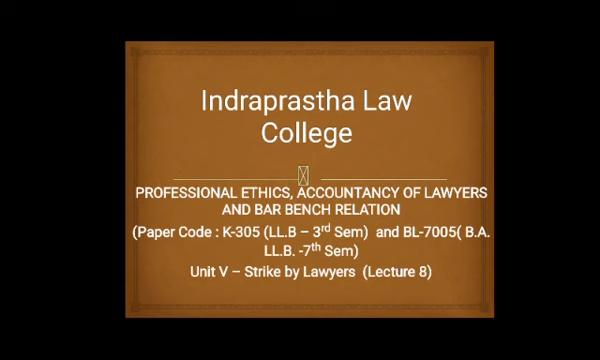 Indraprastha Law
College
PROFESSIONAL ETHICS, ACCOUNTANCY OF LAWYERS
AND BAR BENCH RELATION
(Paper Code : K-305 (LL.B – 3rd Sem) and BL-7005( B.A.
LL.B. -7th Sem)
Unit V – Strike by Lawyers (Lecture 8)